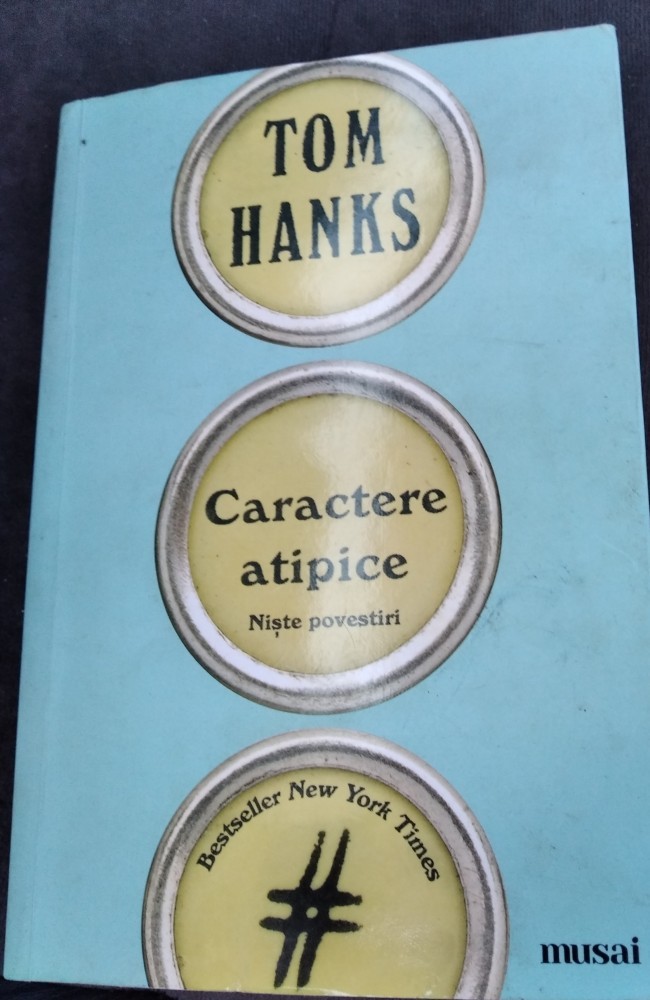 TOM
HANKS
Caractere
atipice
Niște povestiri
Bestseller New York Times
#
musai